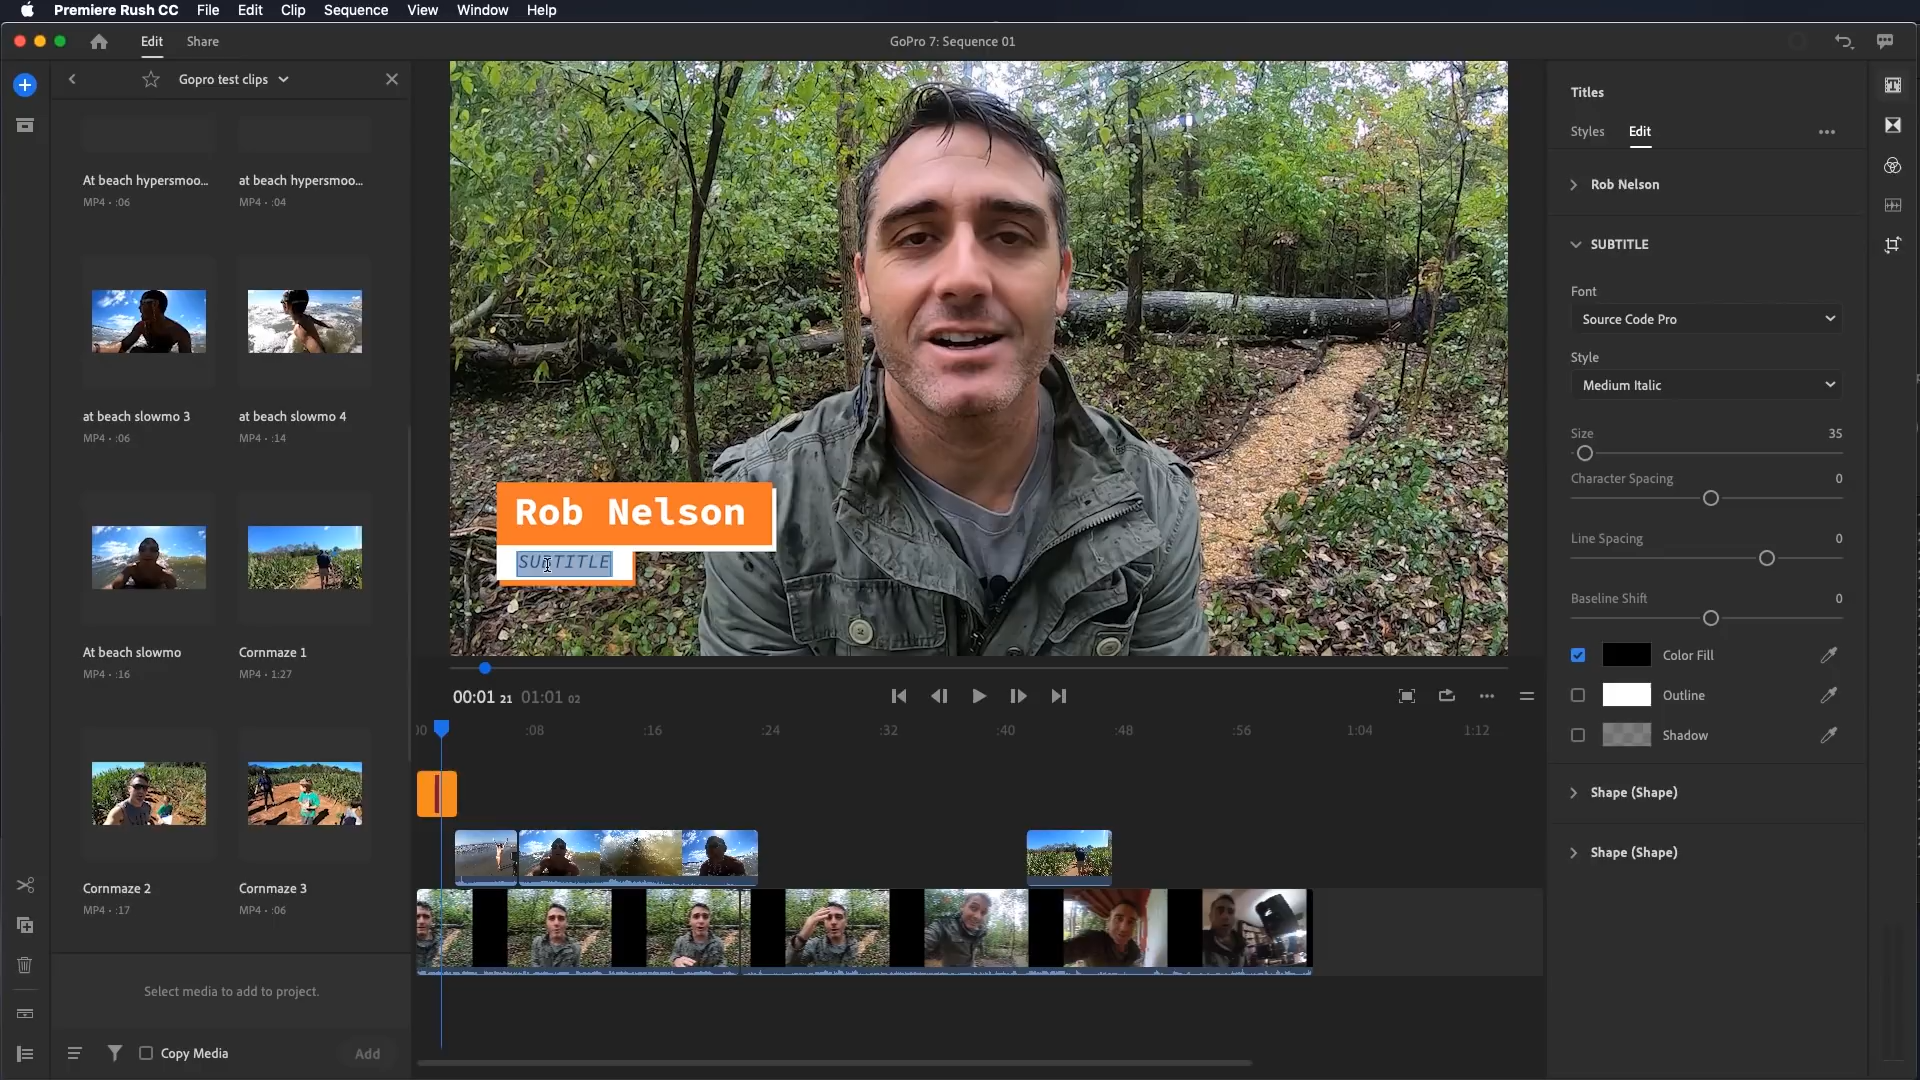 Premiere Rush CC File Edit Clip Sequence View Window Help
Edit Share GoPro 7: Sequence 01
Gopro test clips
At beach hypersmoo... at beach hypersmoo...
MP4 • :06 MP4 • :04
at beach slowmo 3 at beach slowmo 4
MP4 • :06 MP4 • :14
At beach slowmo Cornmaze 1
MP4 • :16 MP4 • 1:27
Cornmaze 2 Cornmaze 3
MP4 • :17 MP4 • :06
Select media to add to project.
Copy Media Add
Rob Nelson
SUBTITLE
00:01 21 01:01 02
00 :08 :16 :24 :32 :40 :48 :56 1:04 1:12
Titles
Styles Edit
Rob Nelson
SUBTITLE
Font
Source Code Pro
Style
Medium Italic
Size 35
Character Spacing 0
Line Spacing 0
Baseline Shift 0
Color Fill
Outline
Shadow
Shape (Shape)
Shape (Shape)